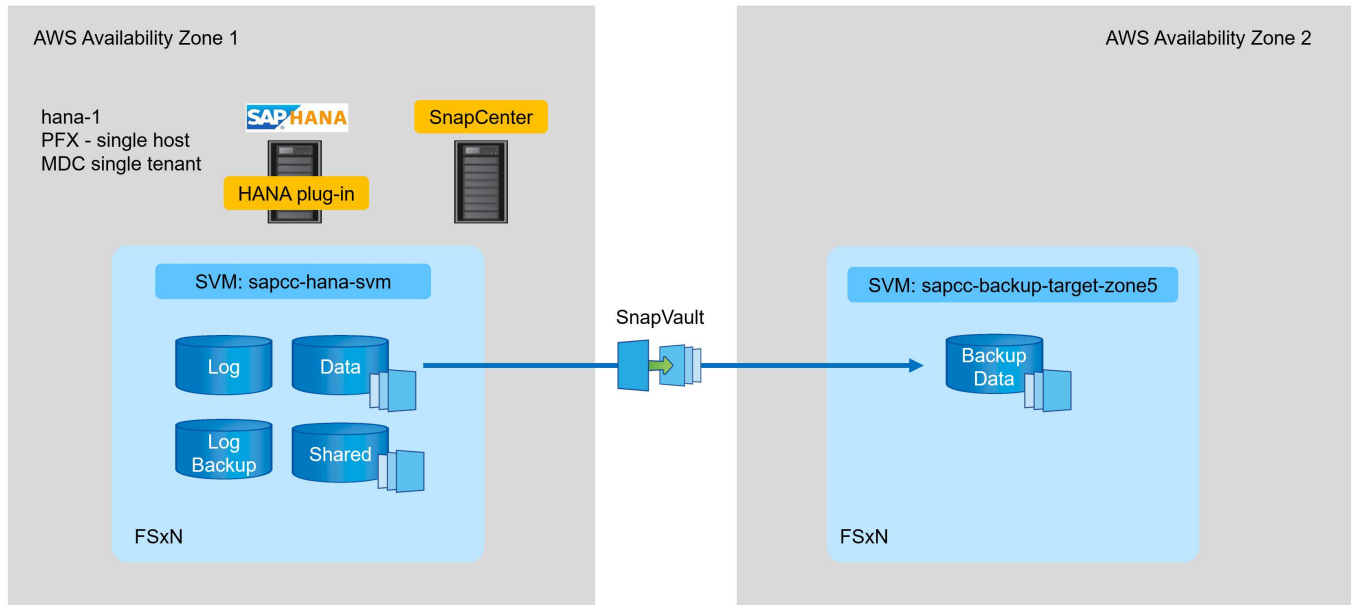 AWS Availability Zone 1
AWS Availability Zone 2
hana-1
PFX - single host
MDC single tenant
SAP HANA
SnapCenter
HANA plug-in
SVM: sapcc-hana-svm
SVM: sapcc-backup-target-zone5
SnapVault
Log
Data
Backup
Data
Log
Backup
Shared
FSxN
FSxN